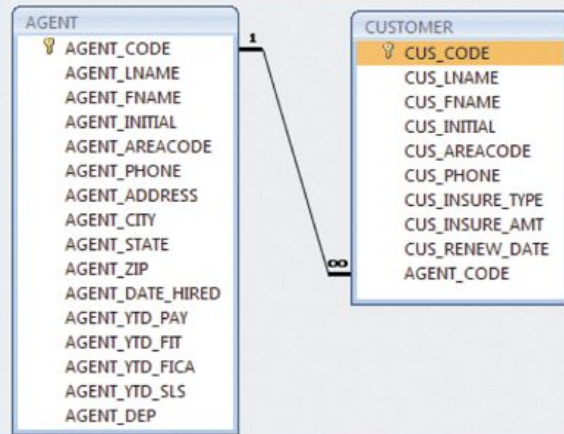 AGENT
AGENT_CODE
AGENT_LNAME
AGENT_FNAME
AGENT_INITIAL
AGENT_AREACODE
AGENT_PHONE
AGENT_ADDRESS
AGENT_CITY
AGENT_STATE
AGENT_ZIP
AGENT_DATE_HIRED
AGENT_YTD_PAY
AGENT_YTD_FIT
AGENT_YTD_FICA
AGENT_YTD_SLS
AGENT_DEP
1
∞
CUSTOMER
CUS_CODE
CUS_LNAME
CUS_FNAME
CUS_INITIAL
CUS_AREACODE
CUS_PHONE
CUS_INSURE_TYPE
CUS_INSURE_AMT
CUS_RENEW_DATE
AGENT_CODE